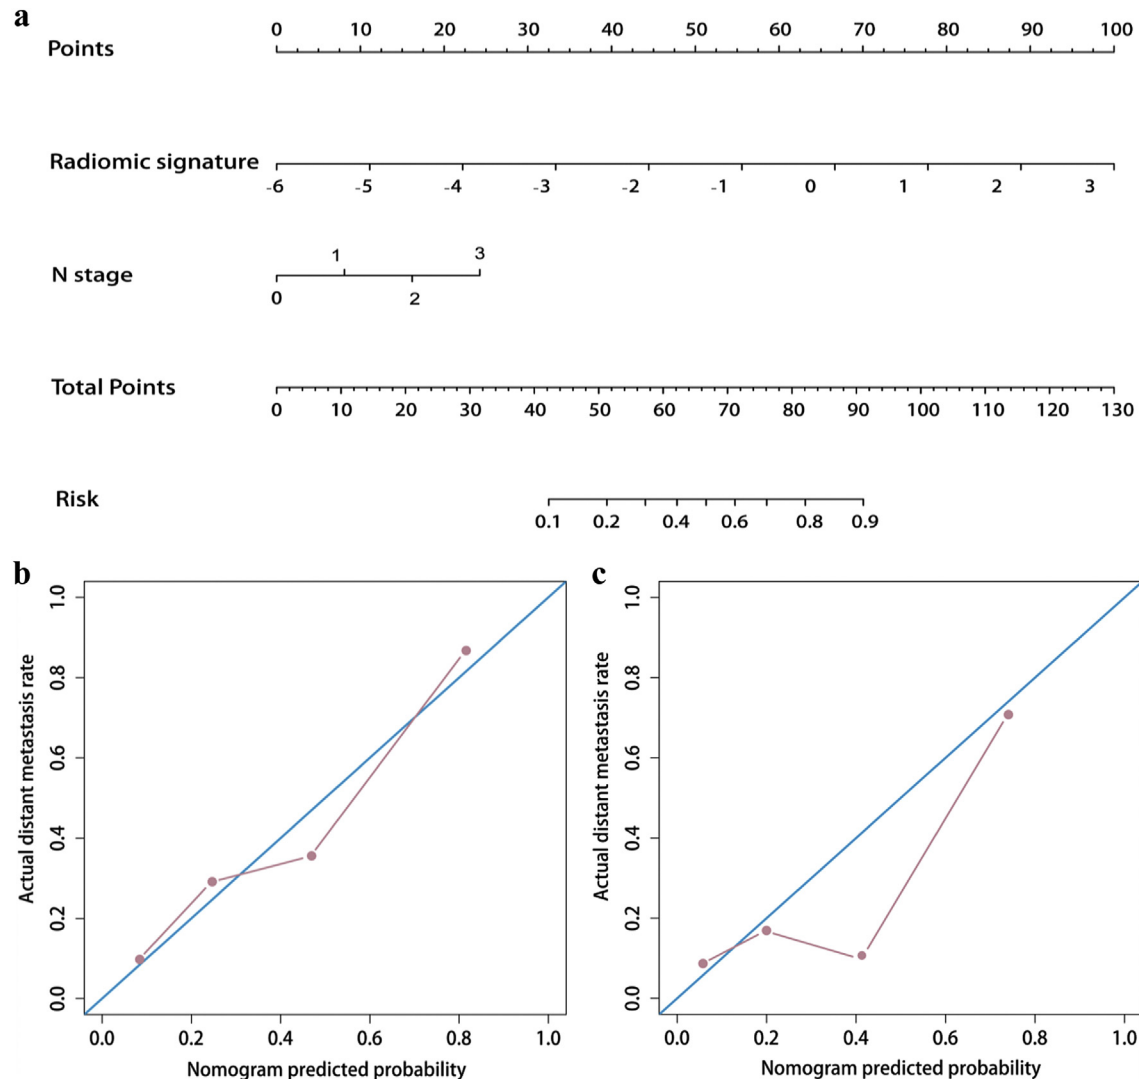 a
0 10 20 30 40 50 60 70 80 90 100
Points
Radiomic signature
-6 -5 -4 -3 -2 -1 0 1 2 3
1 3
N stage
0 2
Total Points
0 10 20 30 40 50 60 70 80 90 100 110 120 130
Risk
0.1 0.2 0.4 0.6 0.8 0.9
b
1.0
0.8
0.6
0.4
0.2
0.0
Actual distant metastasis rate
0.0 0.2 0.4 0.6 0.8 1.0
Nomogram predicted probability
c
1.0
0.8
0.6
0.4
0.2
0.0
Actual distant metastasis rate
0.0 0.2 0.4 0.6 0.8 1.0
Nomogram predicted probability